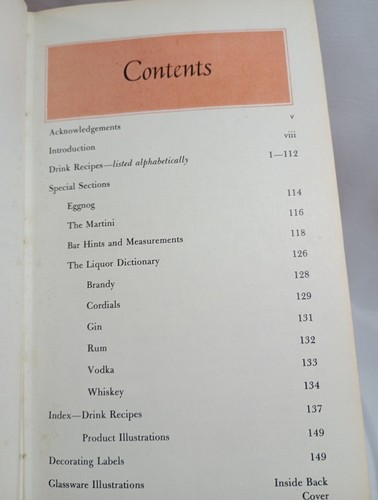 Contents
Acknowledgements v
Introduction viii
Drink Recipes—listed alphabetically 1—112
Special Sections
Eggnog 114
The Martini 116
Bar Hints and Measurements 118
The Liquor Dictionary 126
Brandy 128
Cordials 129
Gin 131
Rum 132
Vodka 133
Whiskey 134
Index—Drink Recipes 137
Product Illustrations 149
Decorating Labels 149
Glassware Illustrations Inside Back
Cover